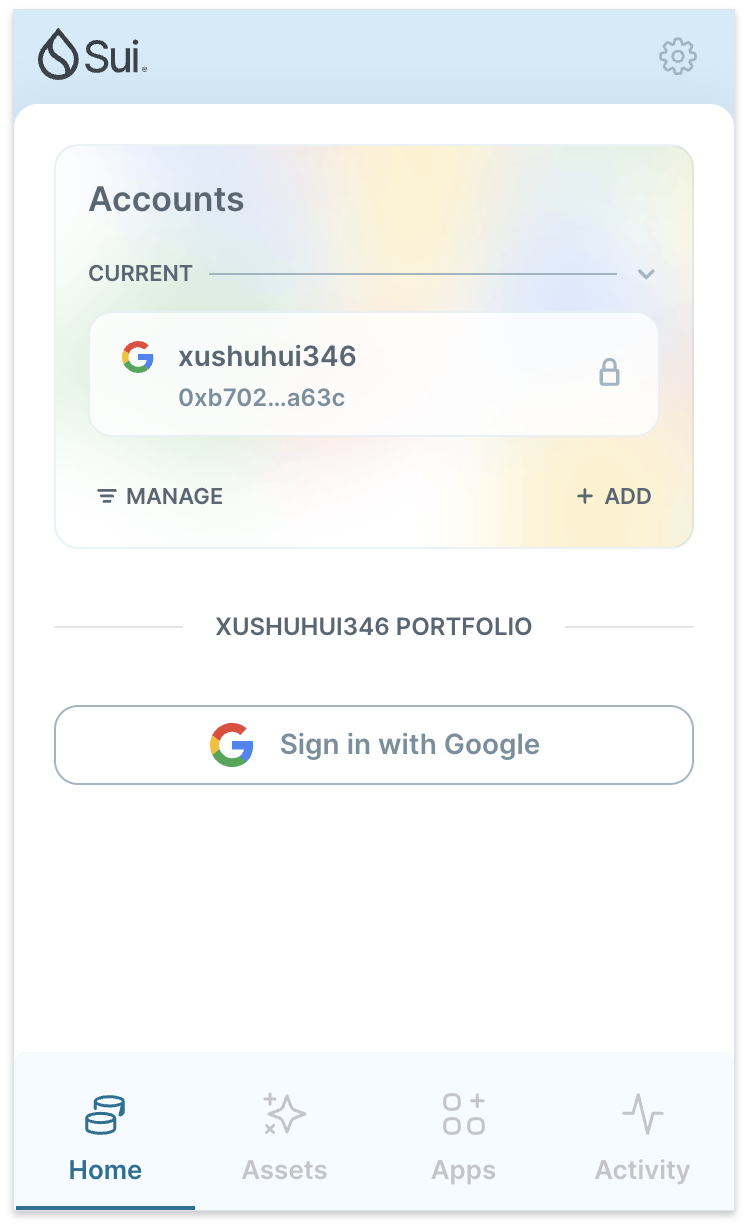 Sui
Accounts
CURRENT
xushuhui346
0xb702...a63c
MANAGE
+ ADD
XUSHUHUI346 PORTFOLIO
Sign in with Google
Home
Assets
Apps
Activity